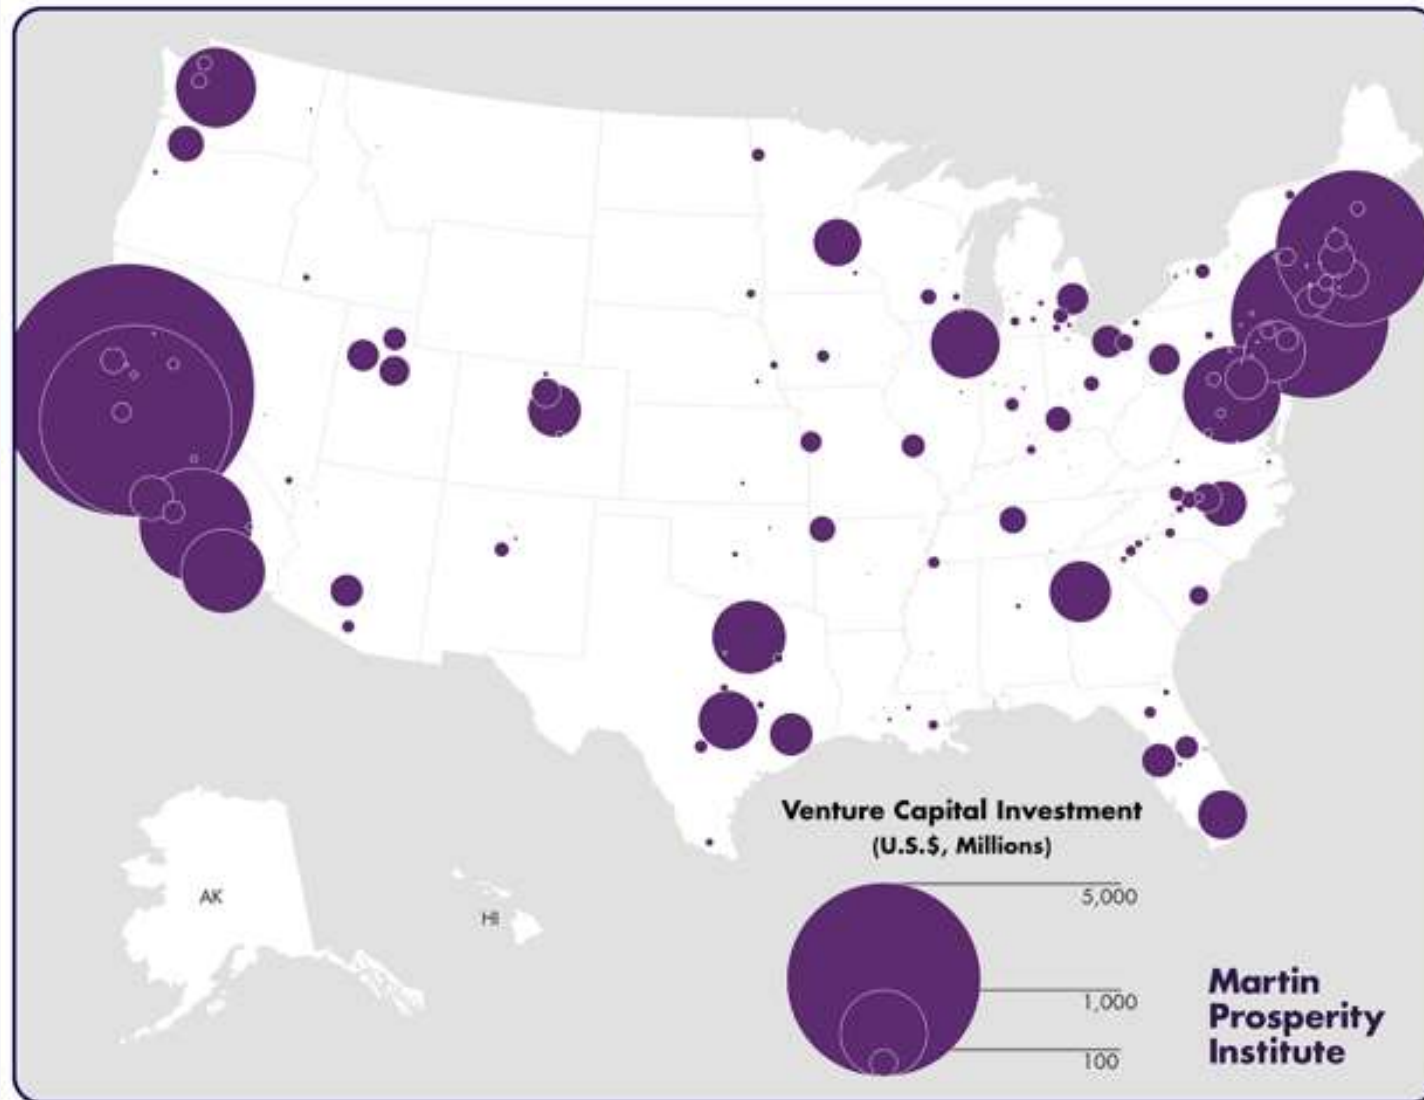 Venture Capital Investment
(U.S.$, Millions)
5,000
AK
HI
1,000
100
Martin
Prosperity
Institute